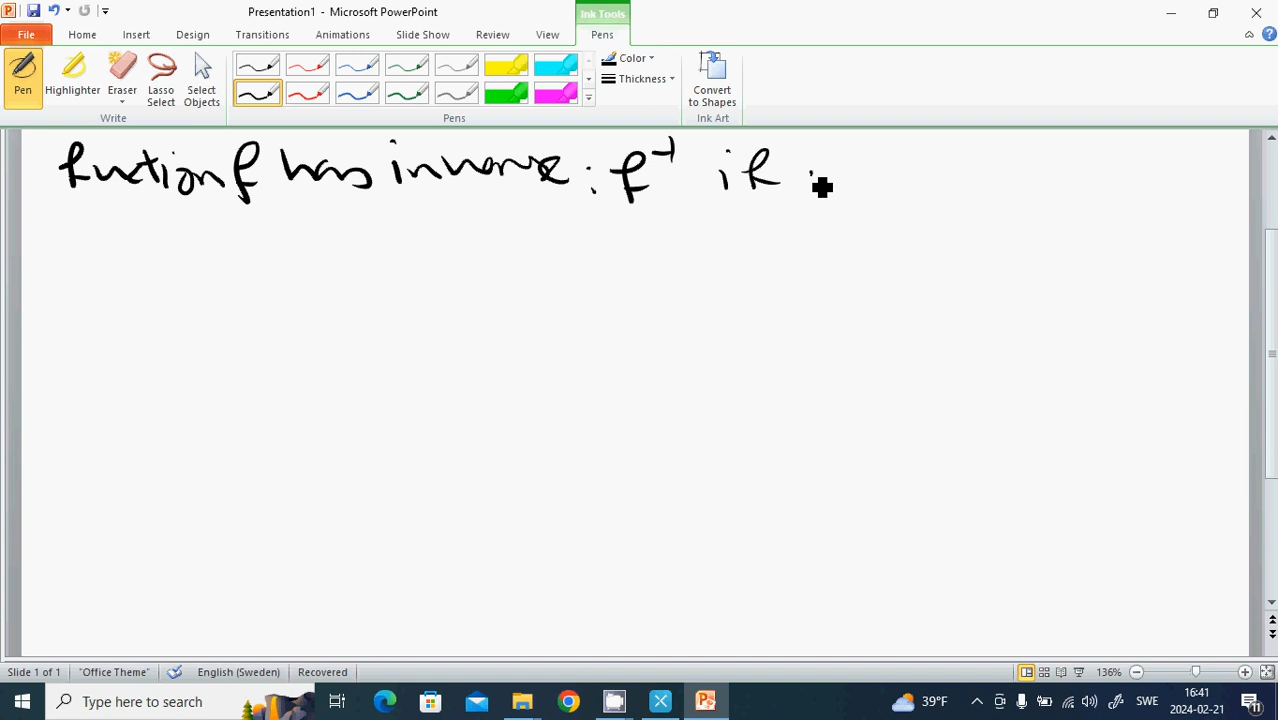 Presentation1 - Microsoft PowerPoint
Ink Tools
File Home Insert Design Transitions Animations Slide Show Review View Pens
Pen Highlighter Eraser Lasso Select Select Objects Color Thickness Convert to Shapes
Write Pens Ink Art
function f has inverse : f⁻¹ if :
Slide 1 of 1 "Office Theme" English (Sweden) Recovered 136%
Type here to search 39°F SWE 16:41
2024-02-21 11